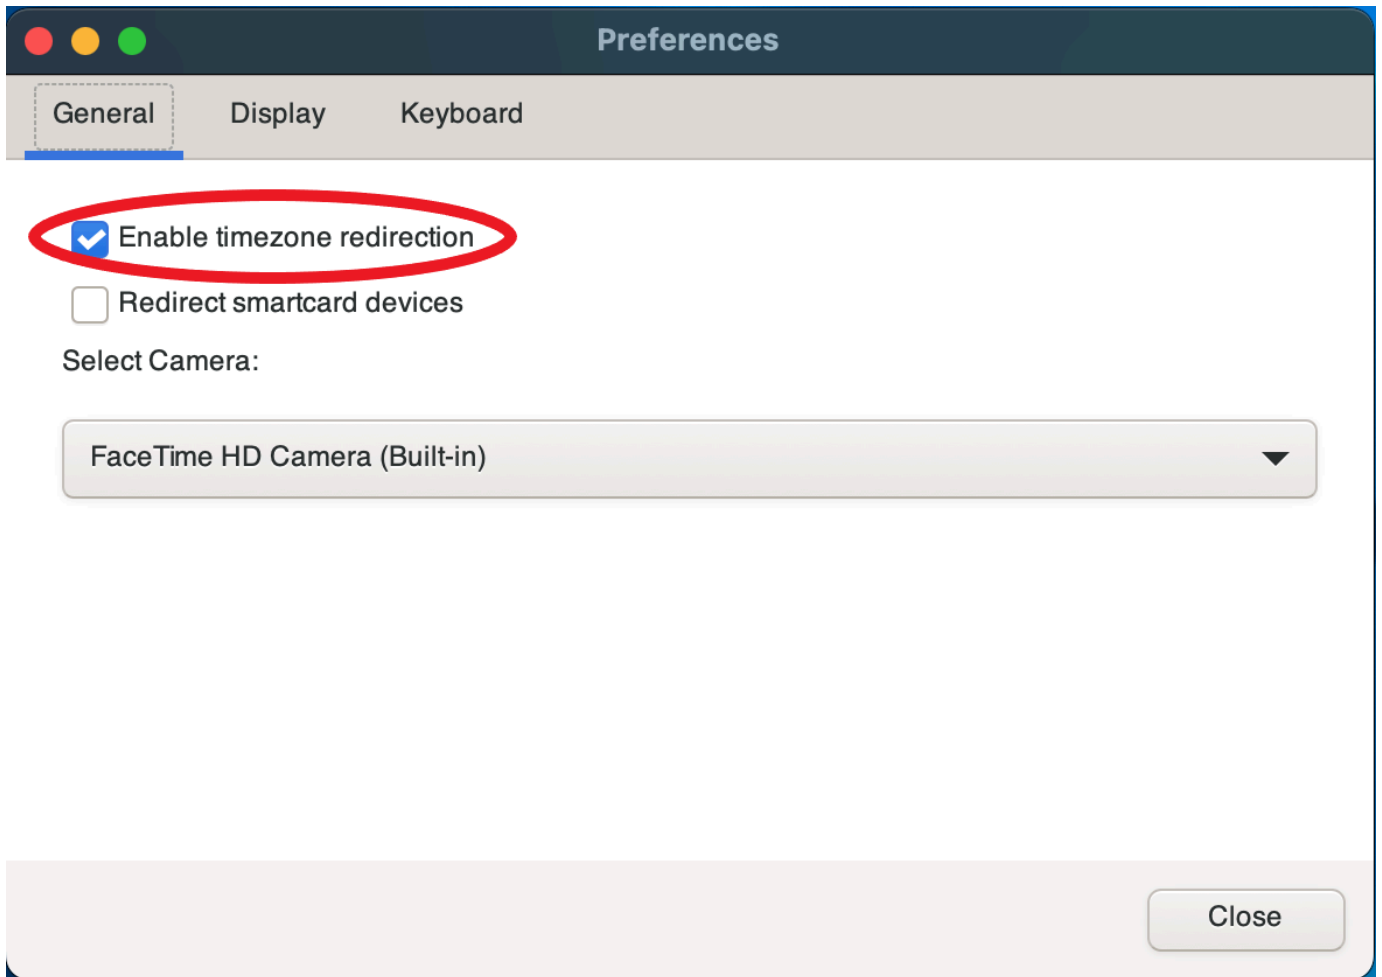 Preferences
General Display Keyboard
Enable timezone redirection
Redirect smartcard devices
Select Camera:
FaceTime HD Camera (Built-in)
Close